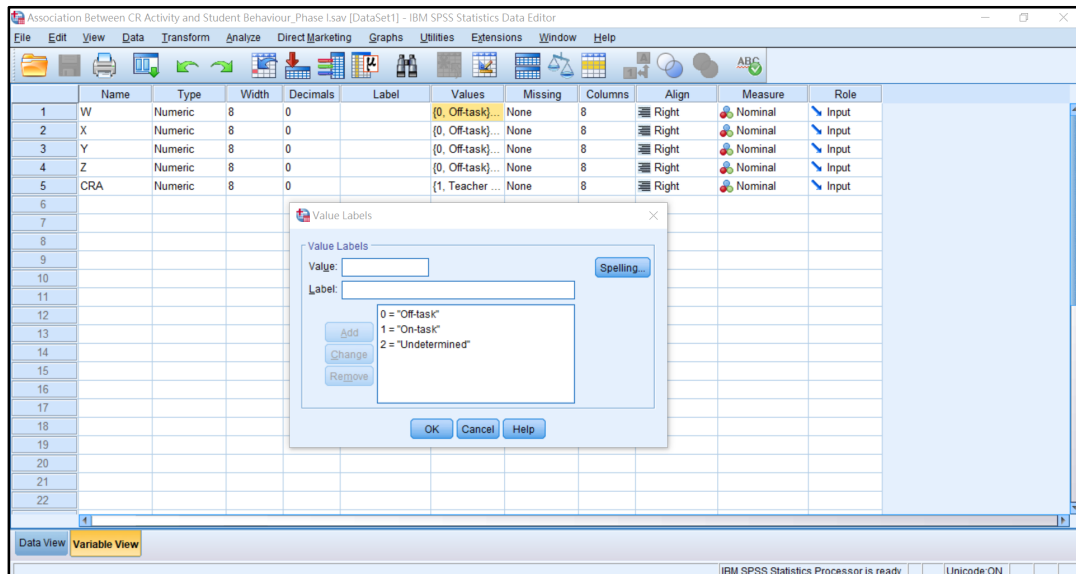 Association Between CR Activity and Student Behaviour_Phase I.sav [DataSet1] - IBM SPSS Statistics Data Editor
File Edit View Data Transform Analyze Direct Marketing Graphs Utilities Extensions Window Help
Name Type Width Decimals Label Values Missing Columns Align Measure Role
1 W Numeric 8 0 {0, Off-task}... None 8 Right Nominal Input
2 X Numeric 8 0 {0, Off-task}... None 8 Right Nominal Input
3 Y Numeric 8 0 {0, Off-task}... None 8 Right Nominal Input
4 Z Numeric 8 0 {0, Off-task}... None 8 Right Nominal Input
5 CRA Numeric 8 0 {1, Teacher ... None 8 Right Nominal Input
6
7
8
9
10
11
12
13
14
15
16
17
18
19
20
21
22
Value Labels
Value Labels
Value:
Spelling...
Label:
0 = "Off-task"
1 = "On-task"
2 = "Undetermined"
Add
Change
Remove
OK Cancel Help
Data View Variable View
IBM SPSS Statistics Processor is ready Unicode:ON